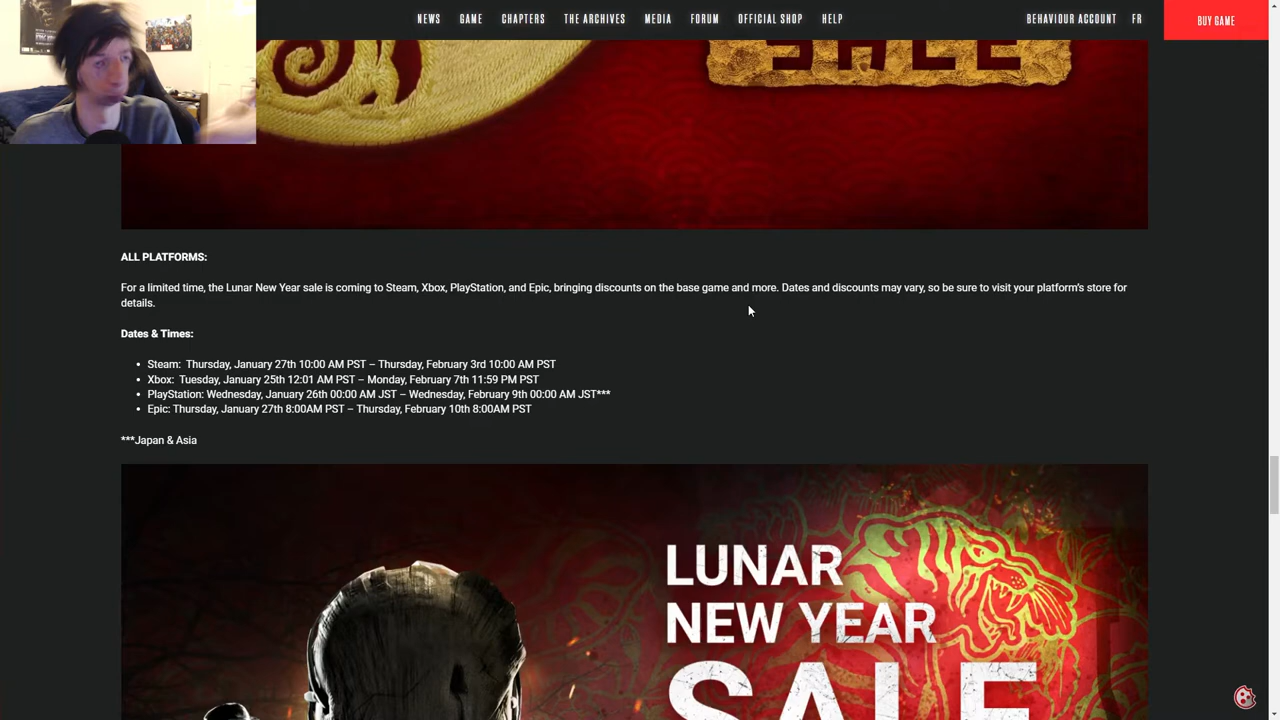 NEWS GAME CHAPTERS THE ARCHIVES MEDIA FORUM OFFICIAL SHOP HELP BEHAVIOUR ACCOUNT FR BUY GAME
SALE
ALL PLATFORMS:
For a limited time, the Lunar New Year sale is coming to Steam, Xbox, PlayStation, and Epic, bringing discounts on the base game and more. Dates and discounts may vary, so be sure to visit your platform's store for
details.
Dates & Times:
• Steam: Thursday, January 27th 10:00 AM PST – Thursday, February 3rd 10:00 AM PST
• Xbox: Tuesday, January 25th 12:01 AM PST – Monday, February 7th 11:59 PM PST
• PlayStation: Wednesday, January 26th 00:00 AM JST – Wednesday, February 9th 00:00 AM JST***
• Epic: Thursday, January 27th 8:00AM PST – Thursday, February 10th 8:00AM PST
***Japan & Asia
LUNAR
NEW YEAR
SALE